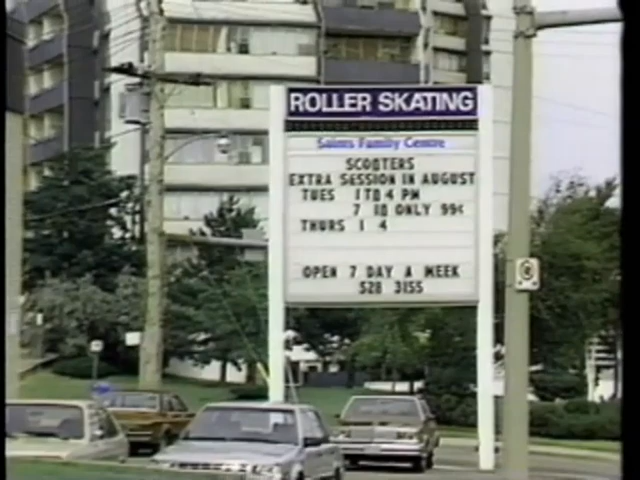 ROLLER SKATING
Saints Family Centre
SCOOTERS
EXTRA SESSION IN AUGUST
TUES 1 TO 4 PM
7 10 ONLY 99¢
THURS 1 4
OPEN 7 DAY A WEEK
528 3155